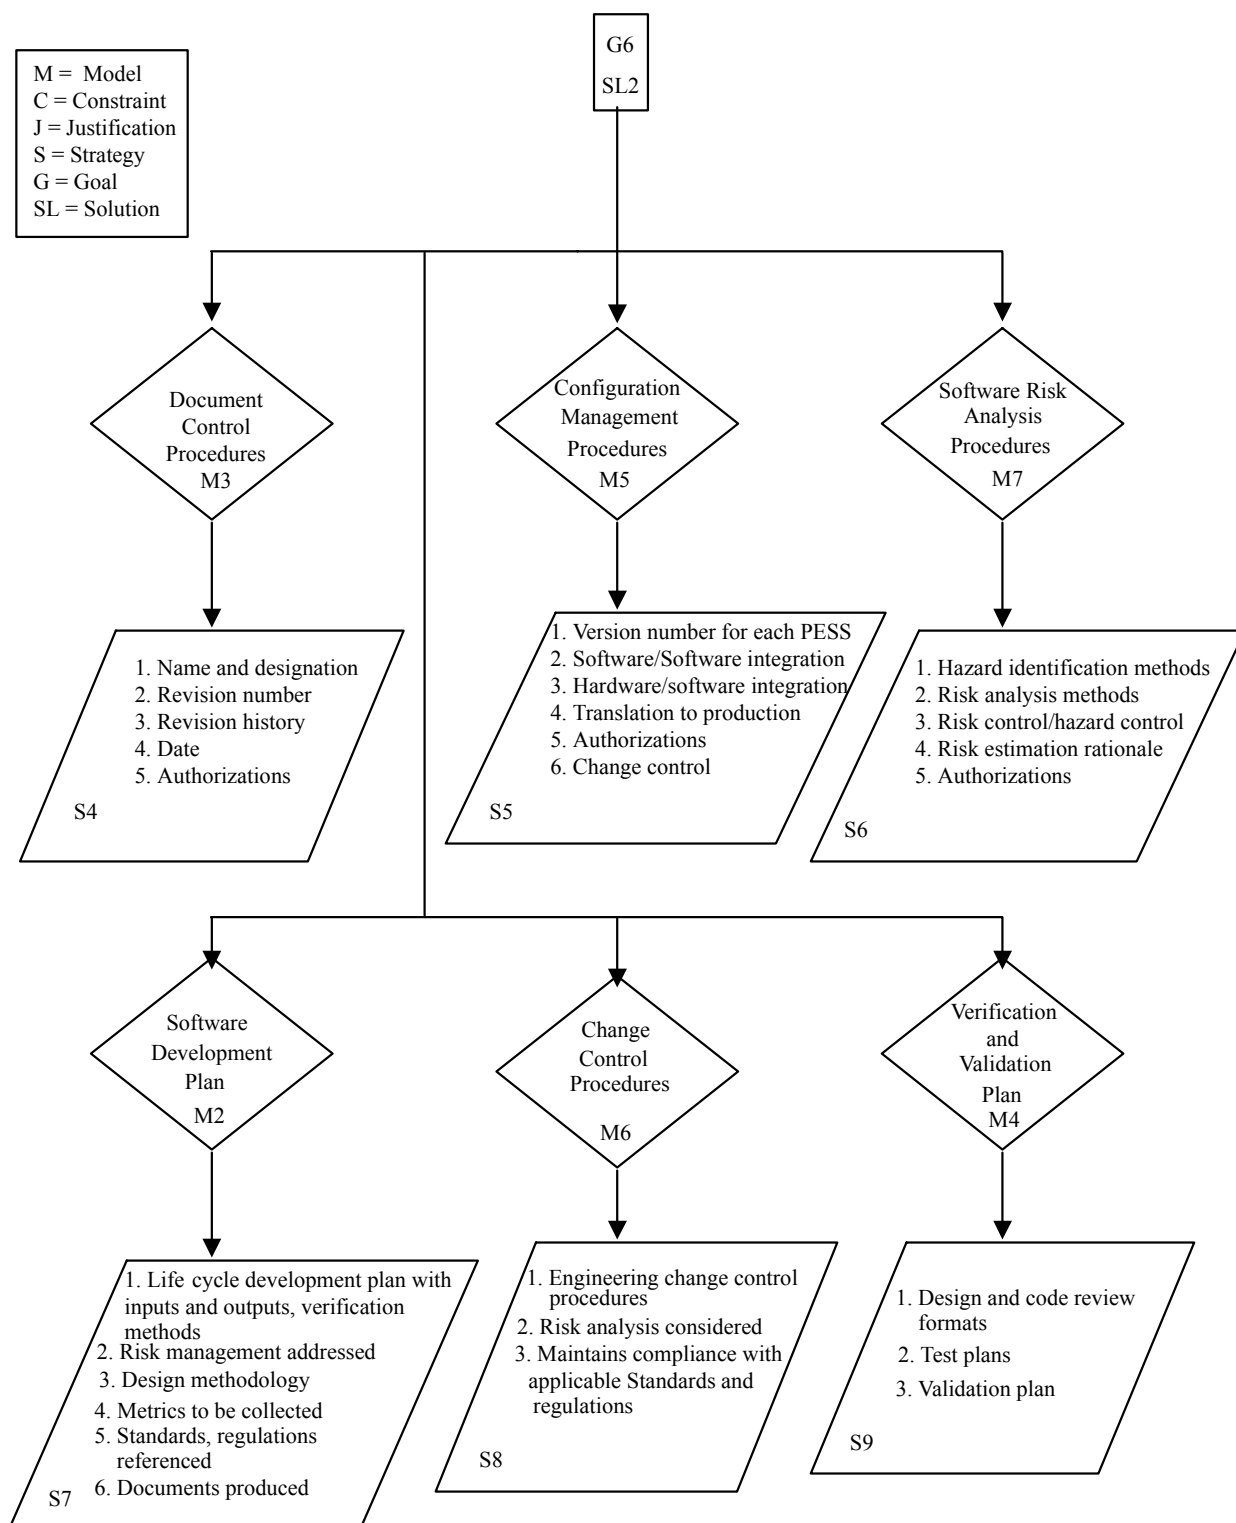 M = Model
C = Constraint
J = Justification
S = Strategy
G = Goal
SL = Solution
G6
SL2
Document
Control
Procedures
M3
Configuration
Management
Procedures
M5
Software Risk
Analysis
Procedures
M7
1. Name and designation
2. Revision number
3. Revision history
4. Date
5. Authorizations
S4
1. Version number for each PESS
2. Software/Software integration
3. Hardware/software integration
4. Translation to production
5. Authorizations
6. Change control
S5
1. Hazard identification methods
2. Risk analysis methods
3. Risk control/hazard control
4. Risk estimation rationale
5. Authorizations
S6
Software
Development
Plan
M2
Change
Control
Procedures
M6
Verification
and
Validation
Plan
M4
1. Life cycle development plan with
inputs and outputs, verification
methods
2. Risk management addressed
3. Design methodology
4. Metrics to be collected
5. Standards, regulations
referenced
6. Documents produced
S7
1. Engineering change control
procedures
2. Risk analysis considered
3. Maintains compliance with
applicable Standards and
regulations
S8
1. Design and code review
formats
2. Test plans
3. Validation plan
S9